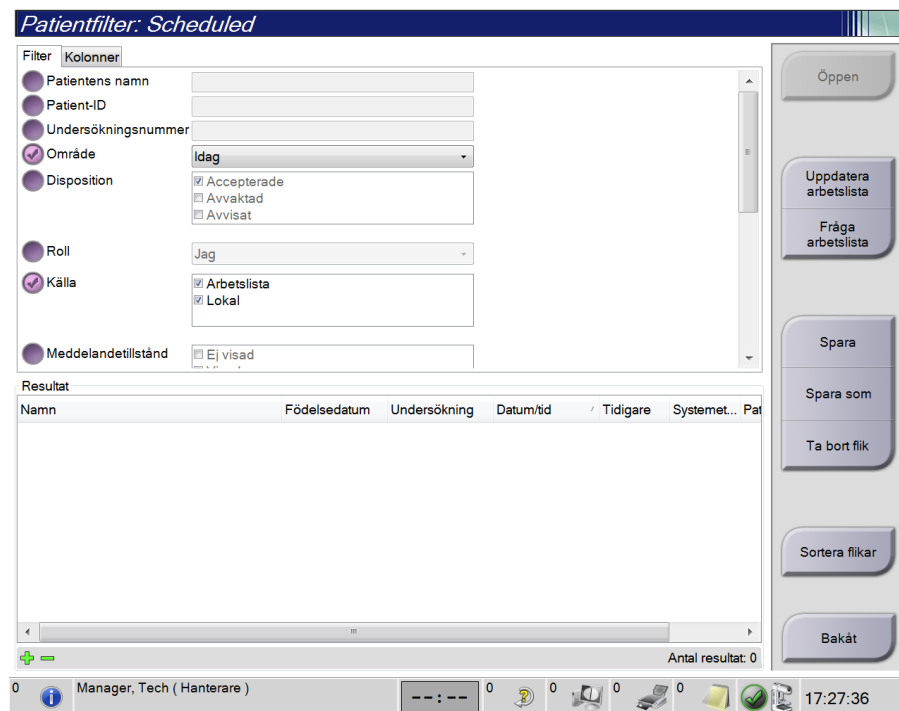 Patientfilter: Scheduled
Filter Kolonner
Patientens namn
Patient-ID
Undersökningsnummer
Område Idag
Disposition Accepterade
Avvaktad
Avvisat
Roll Jag
Källa Arbetslista
Lokal
Meddelandetillstånd Ej visad
Resultat
Namn Födelsedatum Undersökning Datum/tid Tidigare Systemet... Pat
Antal resultat: 0
Öppen
Uppdatera
arbetslista
Fråga
arbetslista
Spara
Spara som
Ta bort flik
Sortera flikar
Bakåt
0 Manager, Tech ( Hanterare ) --:-- 0 0 0 0 17:27:36